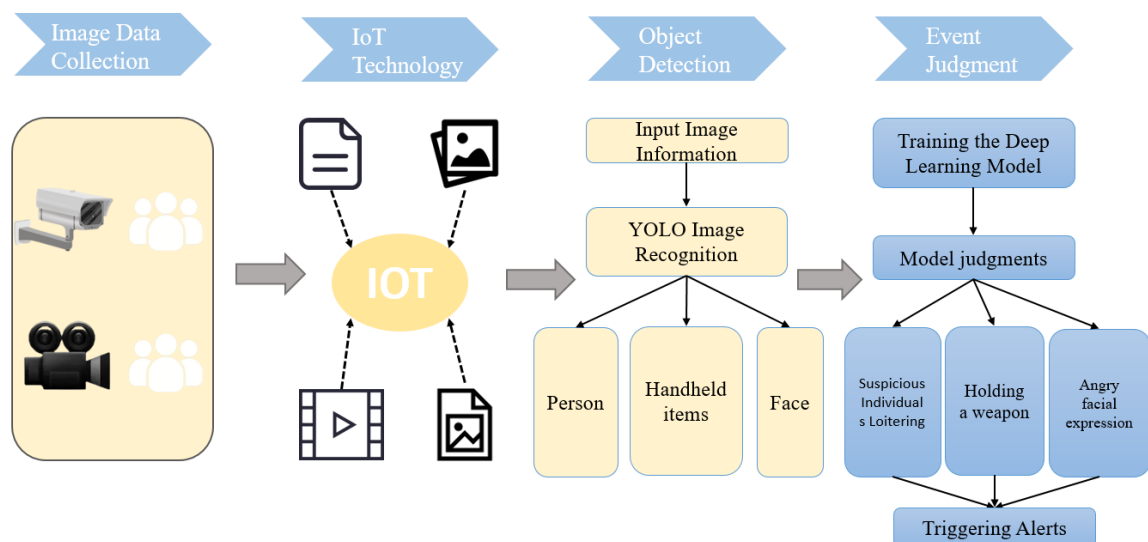 Image Data
Collection
IoT
Technology
Object
Detection
Event
Judgment
IOT
Input Image
Information
YOLO Image
Recognition
Person
Handheld
items
Face
Training the Deep
Learning Model
Model judgments
Suspicious
Individual
s Loitering
Holding
a weapon
Angry
facial
expression
Triggering Alerts